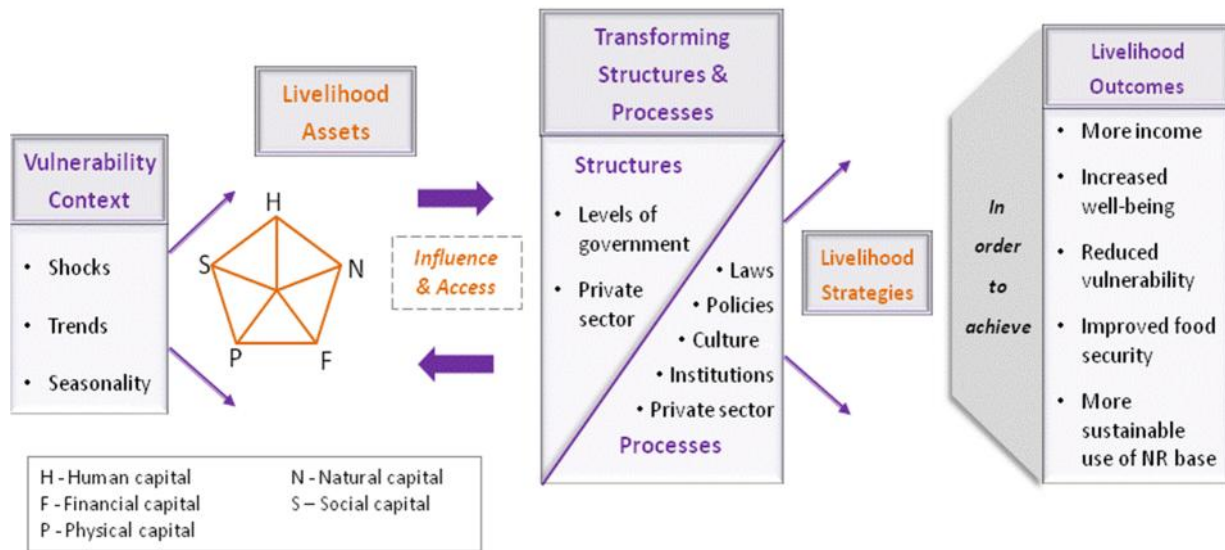 Vulnerability
Context
• Shocks
• Trends
• Seasonality
Livelihood
Assets
H
S
N
P
F
Influence
& Access
Transforming
Structures &
Processes
Structures
• Levels of
government
• Private
sector
• Laws
• Policies
• Culture
• Institutions
• Private sector
Processes
Livelihood
Strategies
In
order
to
achieve
Livelihood
Outcomes
• More income
• Increased
well-being
• Reduced
vulnerability
• Improved food
security
• More
sustainable
use of NR base
H - Human capital
F - Financial capital
P - Physical capital
N - Natural capital
S – Social capital